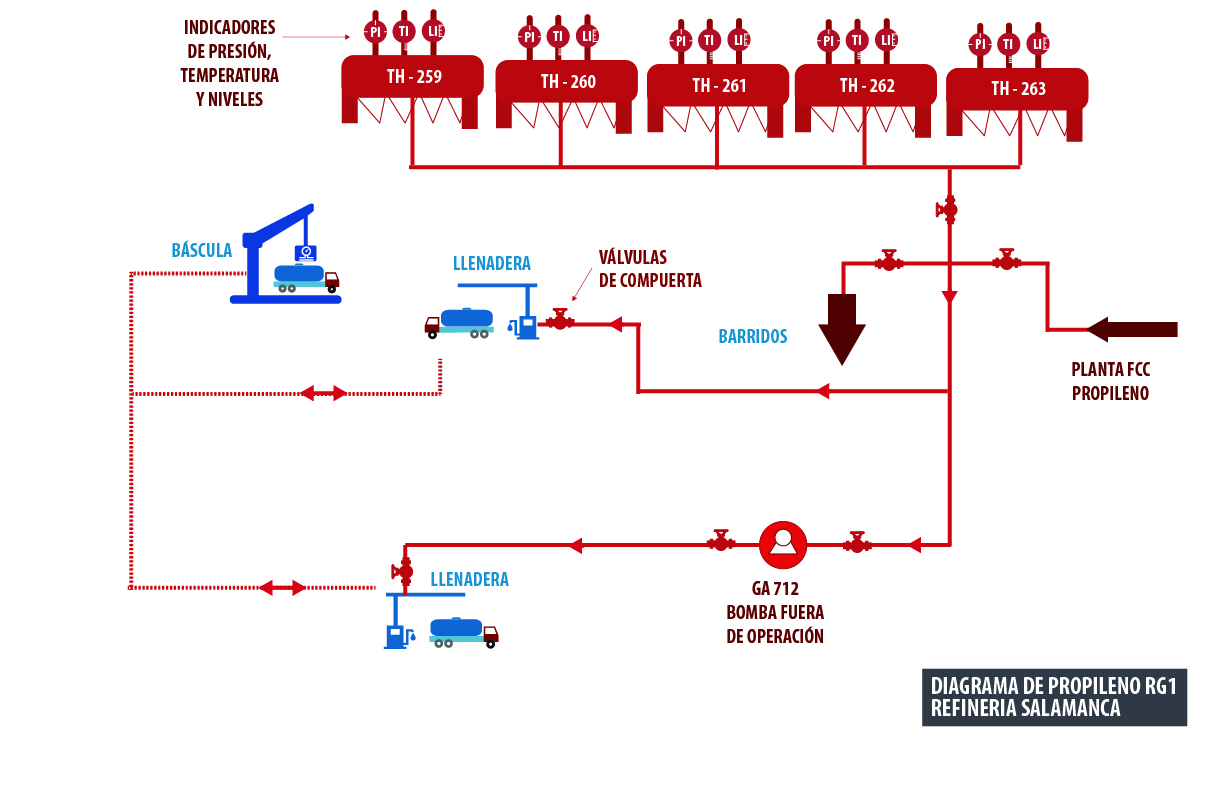 INDICADORES
DE PRESIÓN,
TEMPERATURA
Y NIVELES
PI TI LI
TH - 259
PI TI LI
TH - 260
PI TI LI
TH - 261
PI TI LI
TH - 262
PI TI LI
TH - 263
BÁSCULA
LLENADERA
VÁLVULAS
DE COMPUERTA
BARRIDOS
PLANTA FCC
PROPILENO
LLENADERA
GA 712
BOMBA FUERA
DE OPERACIÓN
DIAGRAMA DE PROPILENO RG1
REFINERIA SALAMANCA